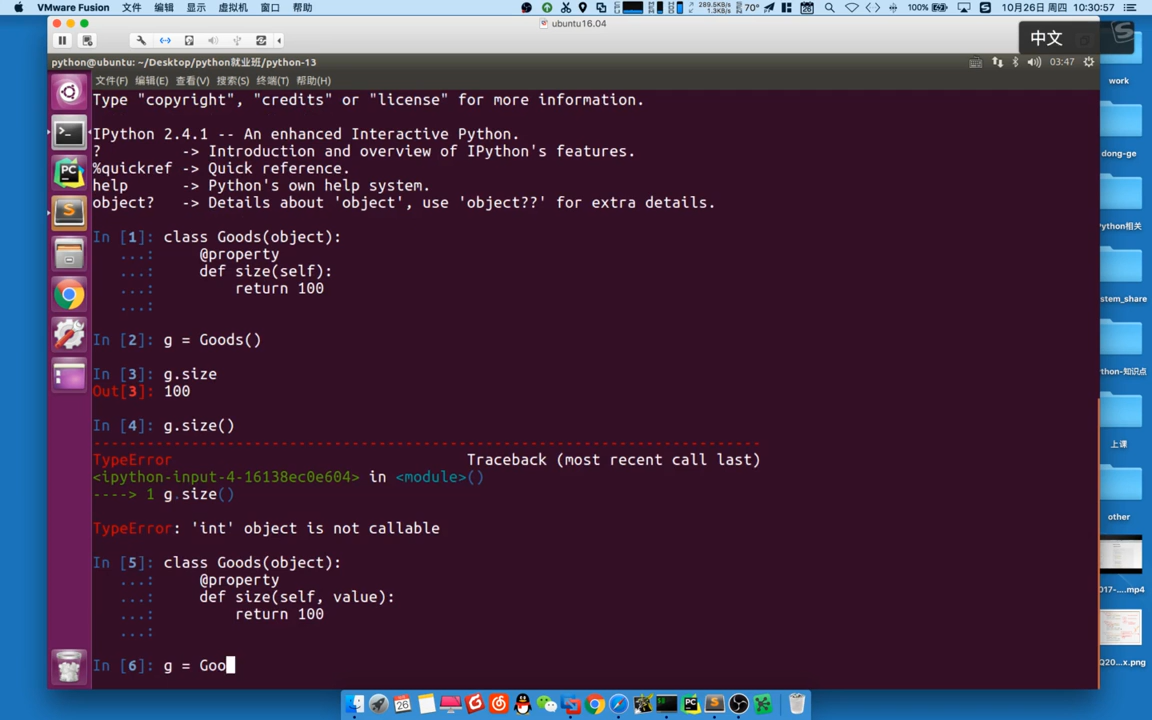 VMware Fusion 文件 编辑 显示 虚拟机 窗口 帮助 289.5KB/s 1.3KB/s 70° 100% 10月26日 周四 10:30:57
ubuntu16.04
中文
python@ubuntu: ~/Desktop/python就业班/python-13 03:47
文件(F) 编辑(E) 查看(V) 搜索(S) 终端(T) 帮助(H)
Type "copyright", "credits" or "license" for more information.
IPython 2.4.1 -- An enhanced Interactive Python.
? -> Introduction and overview of IPython's features.
%quickref -> Quick reference.
help -> Python's own help system.
object? -> Details about 'object', use 'object??' for extra details.
In [1]: class Goods(object):
...: @property
...: def size(self):
...: return 100
...:
In [2]: g = Goods()
In [3]: g.size
Out[3]: 100
In [4]: g.size()
---------------------------------------------------------------------------
TypeError Traceback (most recent call last)
<ipython-input-4-16138ec0e604> in <module>()
----> 1 g.size()
TypeError: 'int' object is not callable
In [5]: class Goods(object):
...: @property
...: def size(self, value):
...: return 100
...:
In [6]: g = Goo
work
dong-ge
ython相关
stem_share
thon-知识点
上课
other
017-....mp4
Q20...x.png